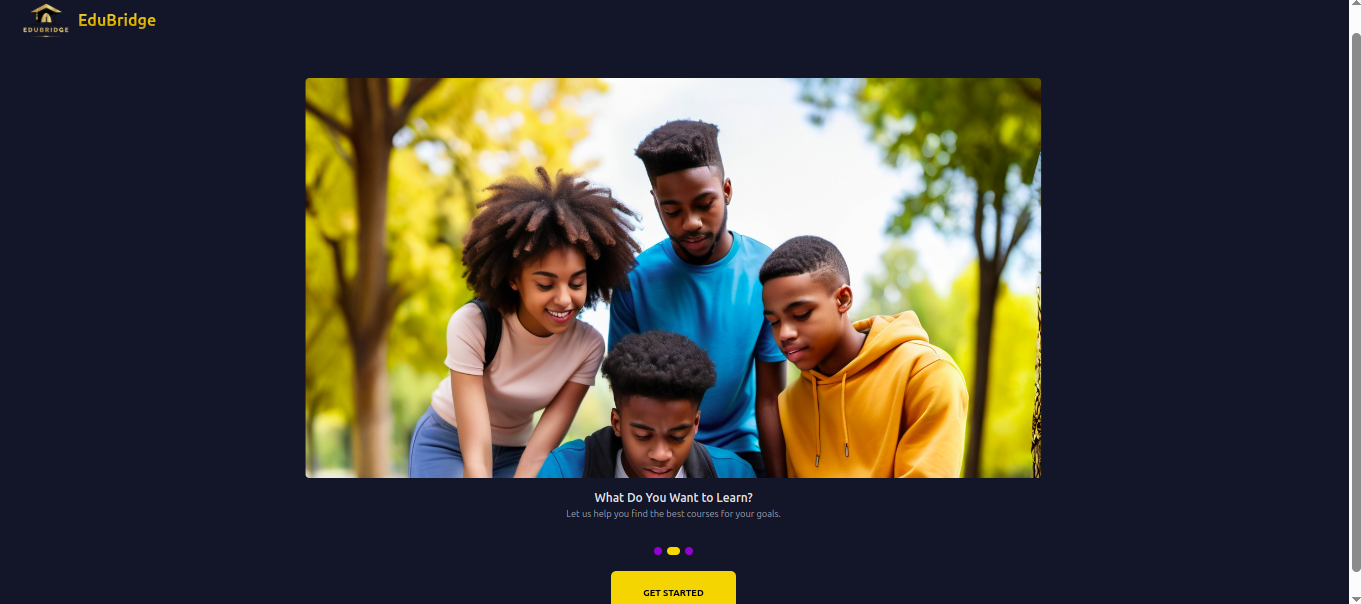 EDUBRIDGE
EduBridge
What Do You Want to Learn?
Let us help you find the best courses for your goals.
GET STARTED